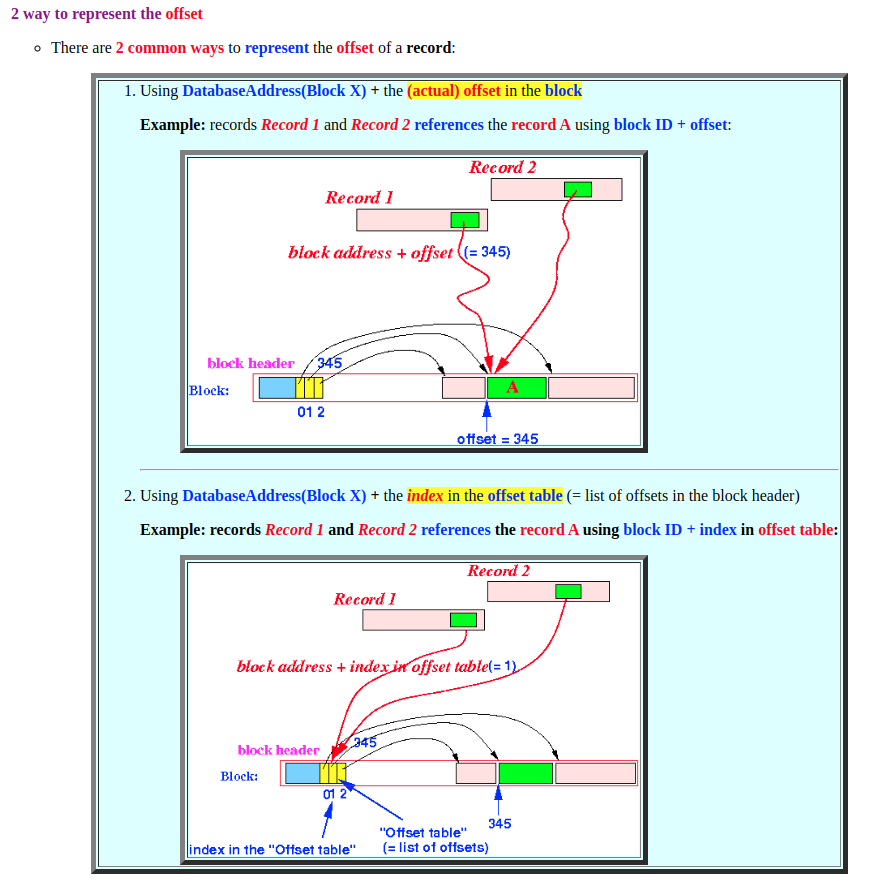 2 way to represent the offset
There are 2 common ways to represent the offset of a record:
1. Using DatabaseAddress(Block X) + the (actual) offset in the block
Example: records Record 1 and Record 2 references the record A using block ID + offset:
Record 2
Record 1
block address + offset (= 345)
block header 345
Block: A
01 2
offset = 345
2. Using DatabaseAddress(Block X) + the index in the offset table (= list of offsets in the block header)
Example: records Record 1 and Record 2 references the record A using block ID + index in offset table:
Record 2
Record 1
block address + index in offset table(= 1)
block header 345
Block:
01 2
345
"Offset table"
(= list of offsets)
index in the "Offset table"